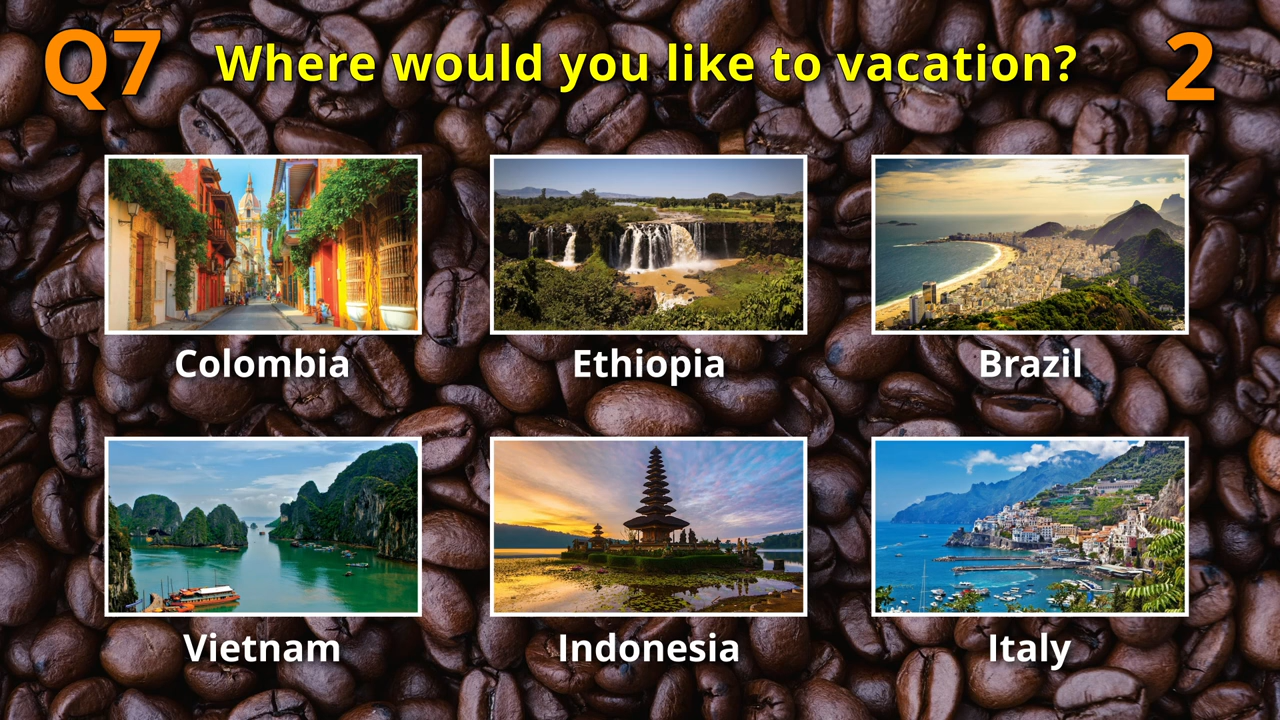 Q7
Where would you like to vacation?
2
Colombia
Ethiopia
Brazil
Vietnam
Indonesia
Italy